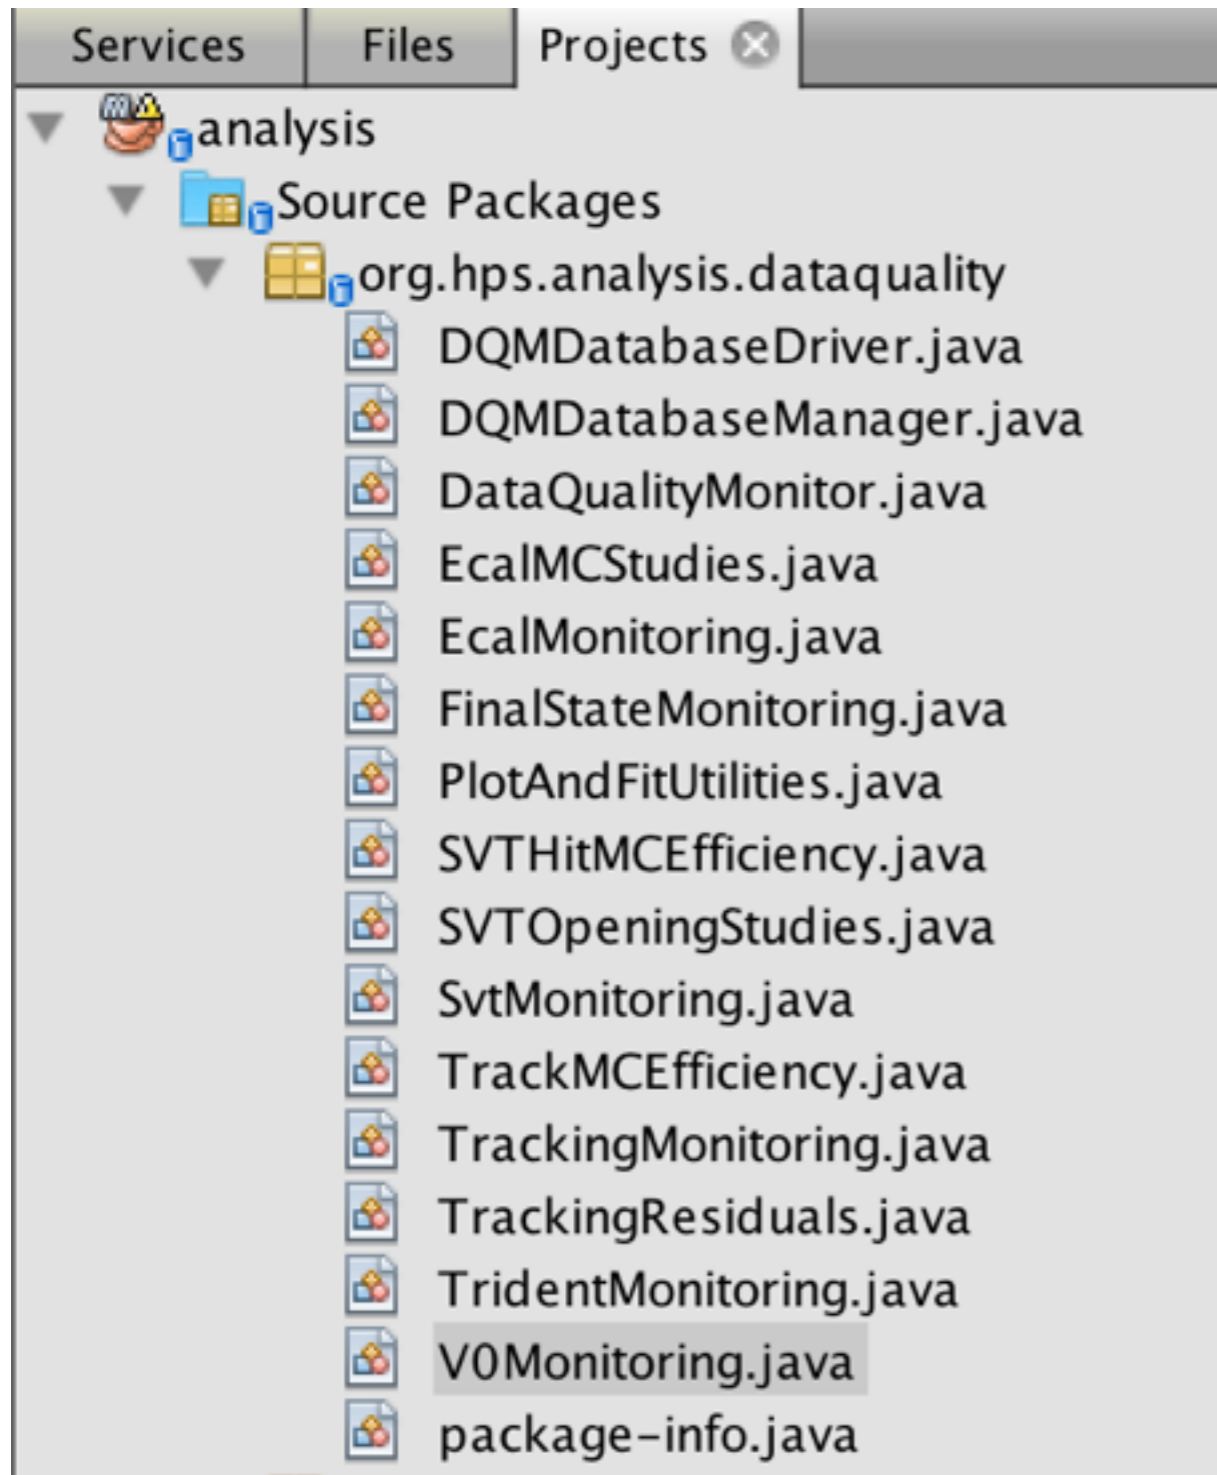 Services Files Projects
analysis
Source Packages
org.hps.analysis.dataquality
DQMDatabaseDriver.java
DQMDatabaseManager.java
DataQualityMonitor.java
EcalMCStudies.java
EcalMonitoring.java
FinalStateMonitoring.java
PlotAndFitUtilities.java
SVTHitMCEfficiency.java
SVTOpeningStudies.java
SvtMonitoring.java
TrackMCEfficiency.java
TrackingMonitoring.java
TrackingResiduals.java
TridentMonitoring.java
V0Monitoring.java
package-info.java